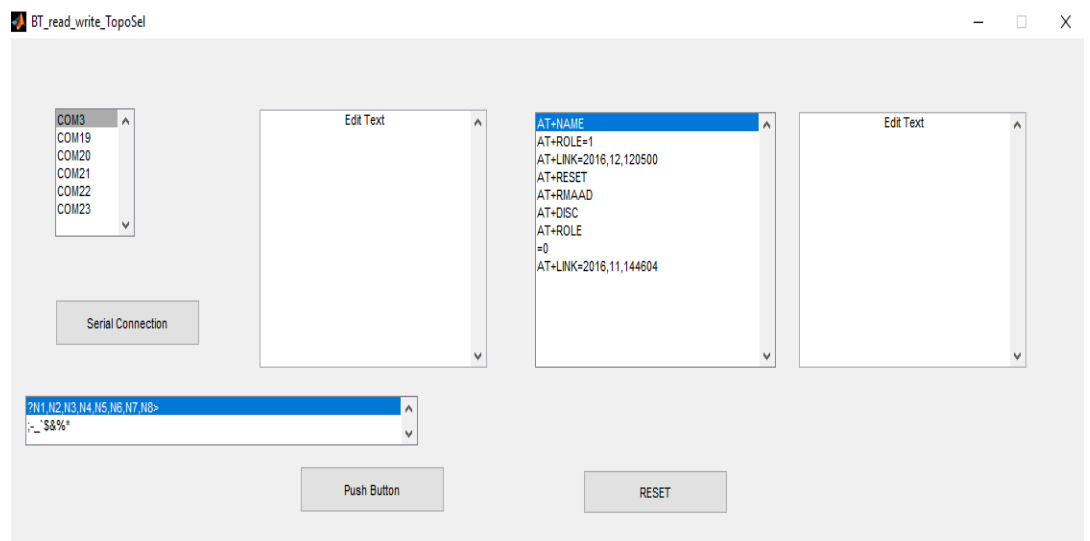 BT_read_write_TopoSel
COM3
COM19
COM20
COM21
COM22
COM23
Serial Connection
Edit Text
AT+NAME
AT+ROLE=1
AT+LINK=2016,12,120500
AT+RESET
AT+RMAAD
AT+DISC
AT+ROLE
=0
AT+LINK=2016,11,144604
Edit Text
?N1,N2,N3,N4,N5,N6,N7,N8>
;-_`$&%*
Push Button
RESET